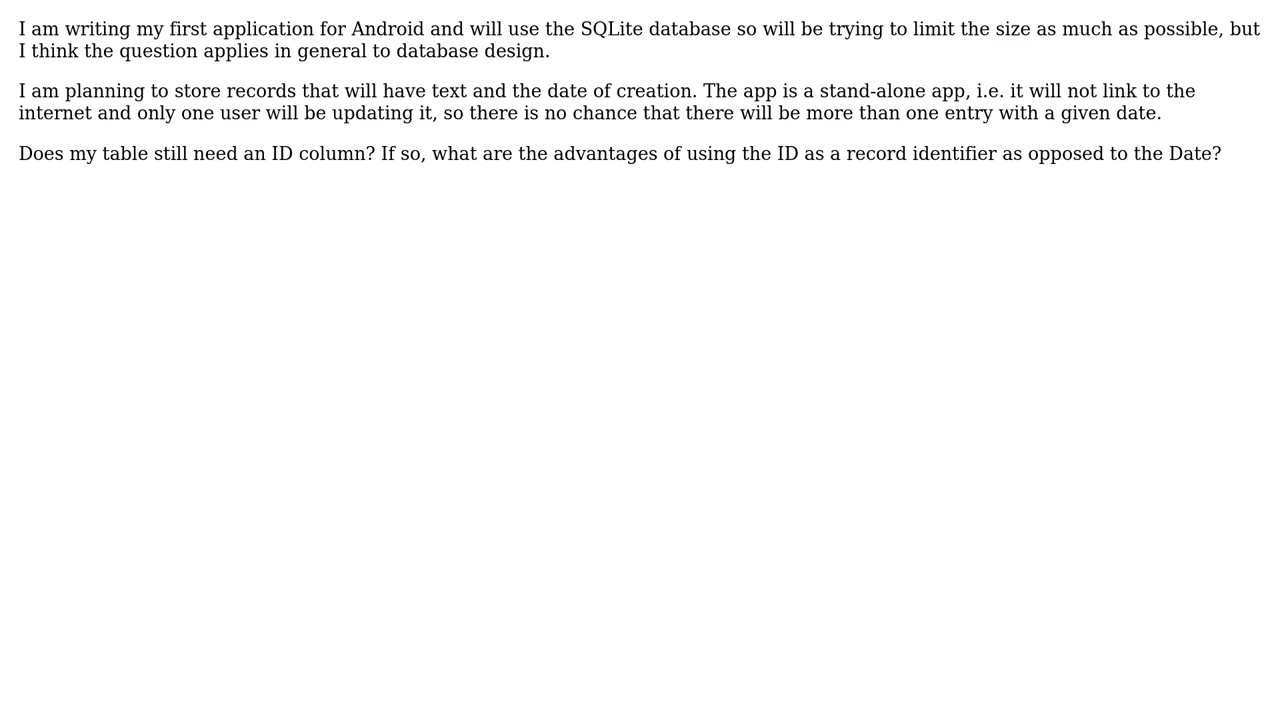 I am writing my first application for Android and will use the SQLite database so will be trying to limit the size as much as possible, but
I think the question applies in general to database design.
I am planning to store records that will have text and the date of creation. The app is a stand-alone app, i.e. it will not link to the
internet and only one user will be updating it, so there is no chance that there will be more than one entry with a given date.
Does my table still need an ID column? If so, what are the advantages of using the ID as a record identifier as opposed to the Date?